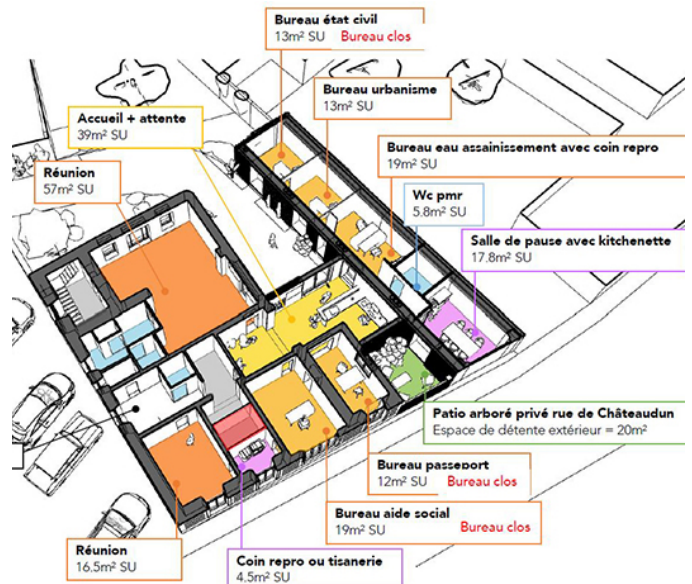 Bureau état civil
13m² SU Bureau clos
Bureau urbanisme
13m² SU
Accueil + attente
39m² SU
Bureau eau assainissement avec coin repro
19m² SU
Réunion
57m² SU
Wc pmr
5.8m² SU
Salle de pause avec kitchenette
17.8m² SU
Patio arboré privé rue de Châteaudun
Espace de détente extérieur = 20m²
Bureau passeport
12m² SU Bureau clos
Bureau aide social
19m² SU Bureau clos
Réunion
16.5m² SU
Coin repro ou tisanerie
4.5m² SU